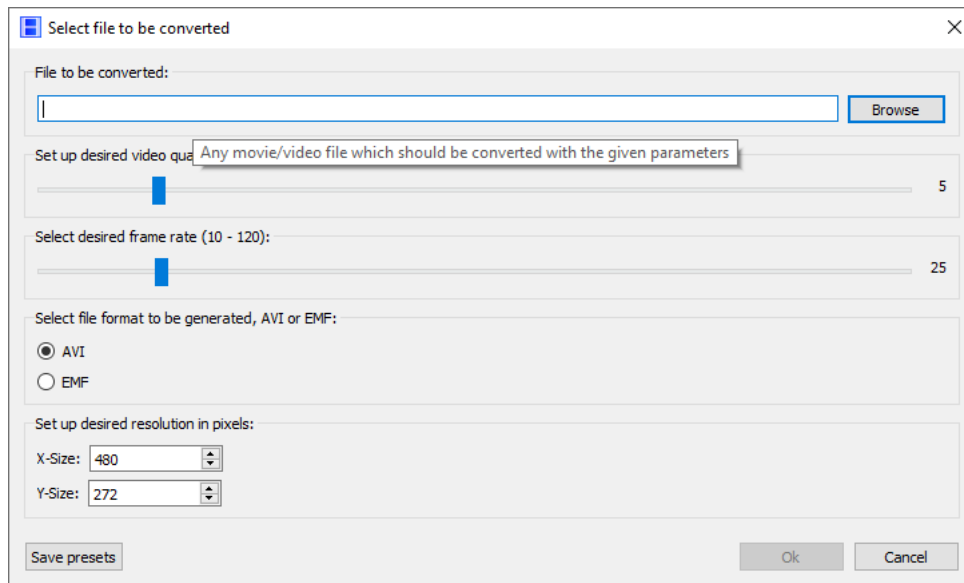 Select file to be converted
File to be converted:
Browse
Any movie/video file which should be converted with the given parameters
Set up desired video
5
Select desired frame rate (10 - 120):
25
Select file format to be generated, AVI or EMF:
AVI
EMF
Set up desired resolution in pixels:
X-Size: 480
Y-Size: 272
Save presets
Ok
Cancel